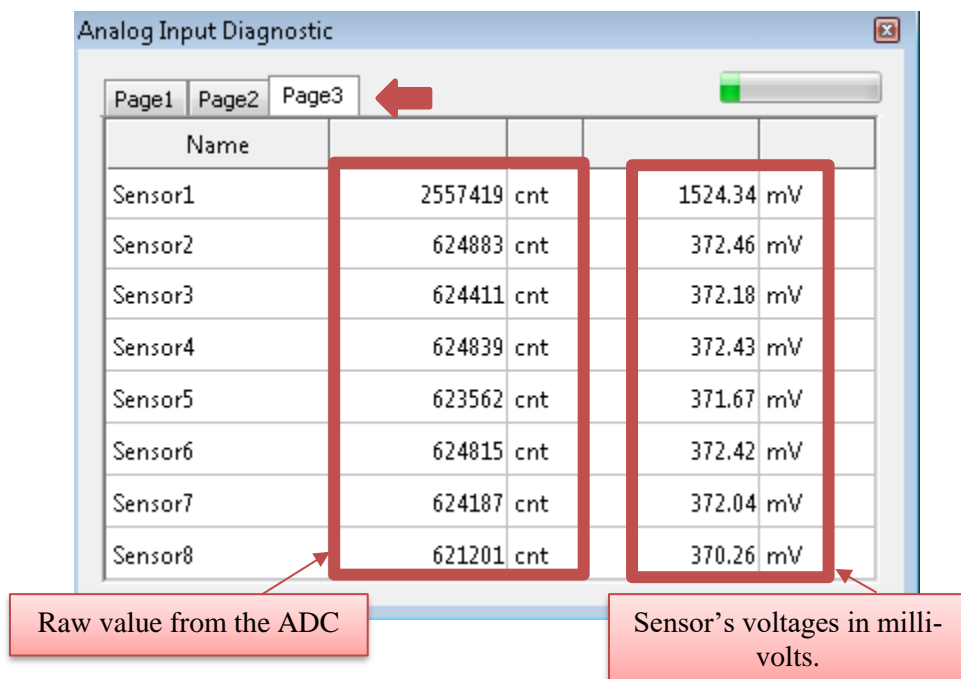 Analog Input Diagnostic
Page1 Page2 Page3
Name
Sensor1 2557419 cnt 1524.34 mV
Sensor2 624883 cnt 372.46 mV
Sensor3 624411 cnt 372.18 mV
Sensor4 624839 cnt 372.43 mV
Sensor5 623562 cnt 371.67 mV
Sensor6 624815 cnt 372.42 mV
Sensor7 624187 cnt 372.04 mV
Sensor8 621201 cnt 370.26 mV
Raw value from the ADC
Sensor’s voltages in milli-
volts.